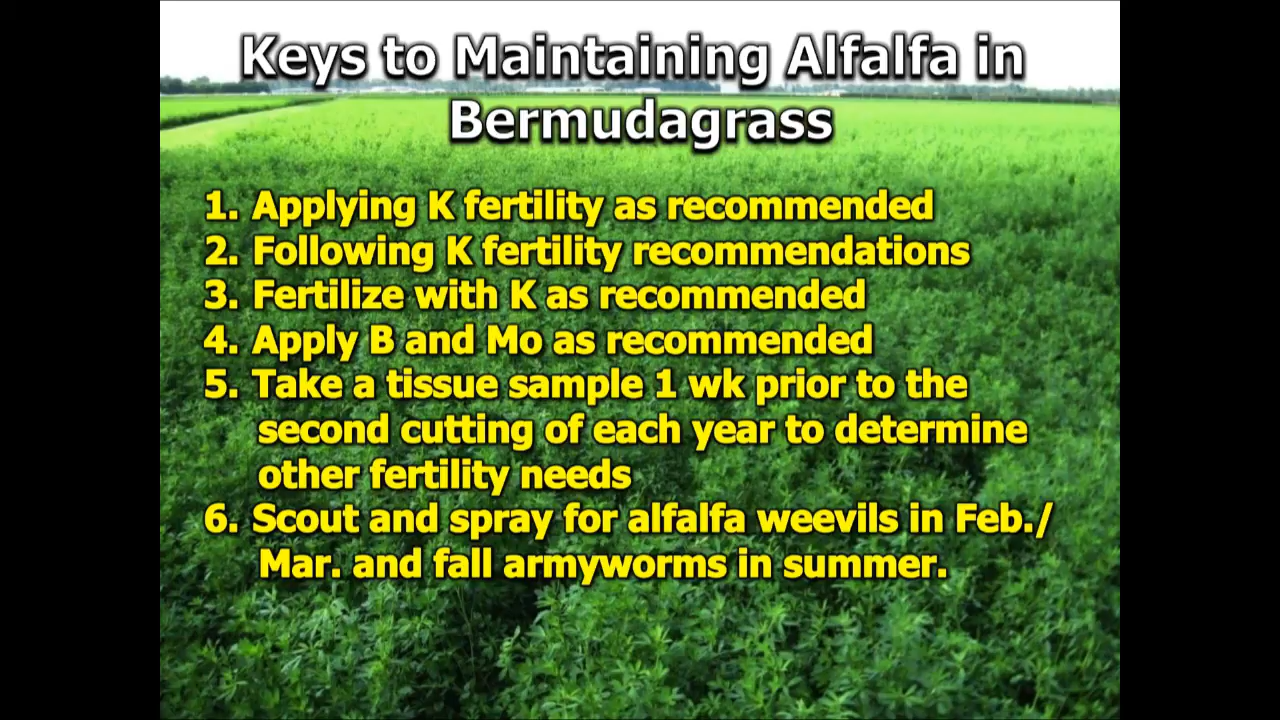 Keys to Maintaining Alfalfa in
Bermudagrass
1. Applying K fertility as recommended
2. Following K fertility recommendations
3. Fertilize with K as recommended
4. Apply B and Mo as recommended
5. Take a tissue sample 1 wk prior to the
second cutting of each year to determine
other fertility needs
6. Scout and spray for alfalfa weevils in Feb./
Mar. and fall armyworms in summer.